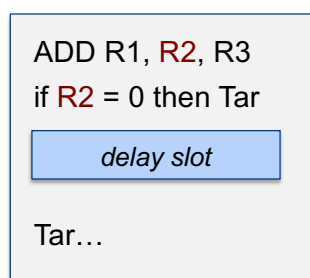 ADD R1, R2, R3
if R2 = 0 then Tar
delay slot
Tar…